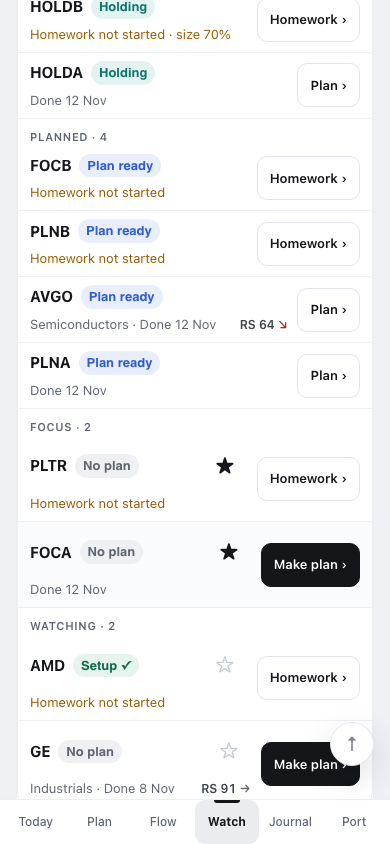 HOLDB Holding
Homework not started · size 70%
Homework ›
HOLDA Holding
Done 12 Nov
Plan ›
PLANNED · 4
FOCB Plan ready
Homework not started
Homework ›
PLNB Plan ready
Homework not started
Homework ›
AVGO Plan ready
Semiconductors · Done 12 Nov RS 64 ↘
Plan ›
PLNA Plan ready
Done 12 Nov
Plan ›
FOCUS · 2
PLTR No plan ★
Homework not started
Homework ›
FOCA No plan ★
Done 12 Nov
Make plan ›
WATCHING · 2
AMD Setup ✓ ☆
Homework not started
Homework ›
GE No plan ☆
Industrials · Done 8 Nov RS 91 →
Make plan ›
↑
Today Plan Flow Watch Journal Port